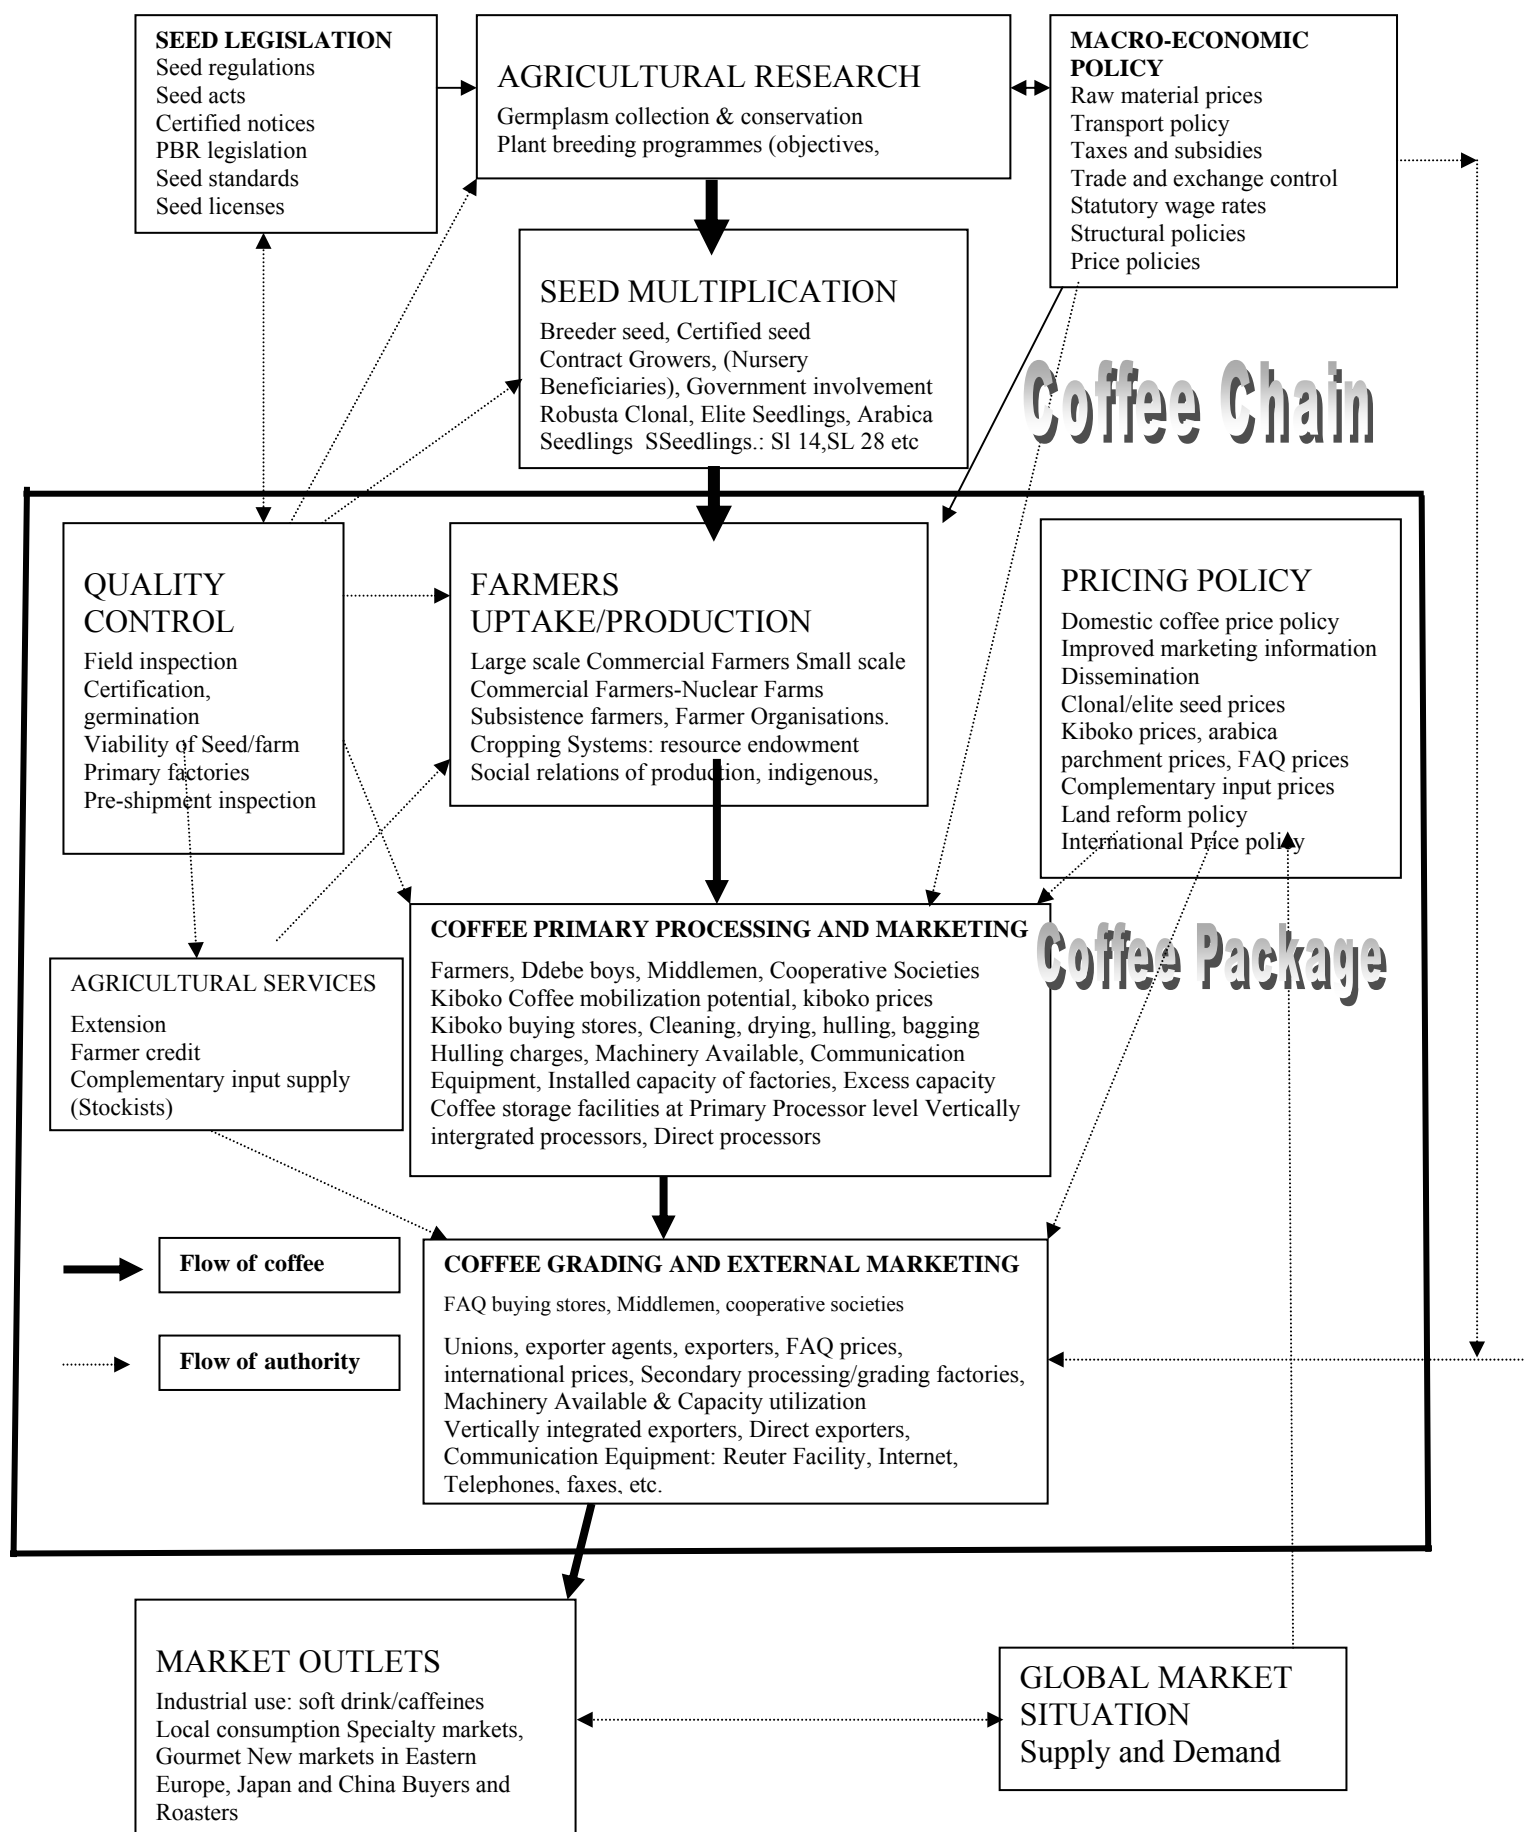 SEED LEGISLATION
Seed regulations
Seed acts
Certified notices
PBR legislation
Seed standards
Seed licenses
AGRICULTURAL RESEARCH
Germplasm collection & conservation
Plant breeding programmes (objectives,
MACRO-ECONOMIC
POLICY
Raw material prices
Transport policy
Taxes and subsidies
Trade and exchange control
Statutory wage rates
Structural policies
Price policies
SEED MULTIPLICATION
Breeder seed, Certified seed
Contract Growers, (Nursery
Beneficiaries), Government involvement
Robusta Clonal, Elite Seedlings, Arabica
Seedlings SSeedlings.: Sl 14,SL 28 etc
Coffee Chain
QUALITY
CONTROL
Field inspection
Certification,
germination
Viability of Seed/farm
Primary factories
Pre-shipment inspection
FARMERS
UPTAKE/PRODUCTION
Large scale Commercial Farmers Small scale
Commercial Farmers-Nuclear Farms
Subsistence farmers, Farmer Organisations.
Cropping Systems: resource endowment
Social relations of production, indigenous,
PRICING POLICY
Domestic coffee price policy
Improved marketing information
Dissemination
Clonal/elite seed prices
Kiboko prices, arabica
parchment prices, FAQ prices
Complementary input prices
Land reform policy
International Price policy
COFFEE PRIMARY PROCESSING AND MARKETING
Farmers, Ddebe boys, Middlemen, Cooperative Societies
Kiboko Coffee mobilization potential, kiboko prices
Kiboko buying stores, Cleaning, drying, hulling, bagging
Hulling charges, Machinery Available, Communication
Equipment, Installed capacity of factories, Excess capacity
Coffee storage facilities at Primary Processor level Vertically
intergrated processors, Direct processors
Coffee Package
AGRICULTURAL SERVICES
Extension
Farmer credit
Complementary input supply
(Stockists)
Flow of coffee
Flow of authority
COFFEE GRADING AND EXTERNAL MARKETING
FAQ buying stores, Middlemen, cooperative societies
Unions, exporter agents, exporters, FAQ prices,
international prices, Secondary processing/grading factories,
Machinery Available & Capacity utilization
Vertically integrated exporters, Direct exporters,
Communication Equipment: Reuter Facility, Internet,
Telephones, faxes, etc.
MARKET OUTLETS
Industrial use: soft drink/caffeines
Local consumption Specialty markets,
Gourmet New markets in Eastern
Europe, Japan and China Buyers and
Roasters
GLOBAL MARKET
SITUATION
Supply and Demand